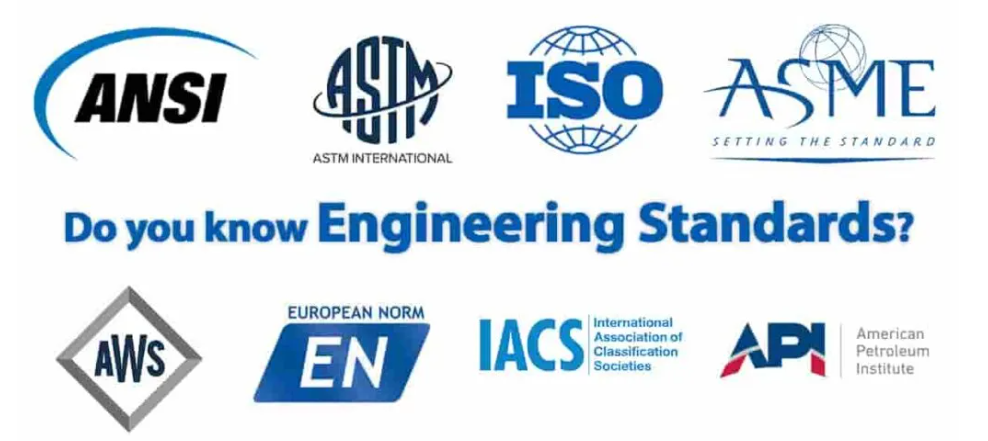 ANSI
ASTM
ASTM INTERNATIONAL
ISO
ASME
SETTING THE STANDARD
Do you know Engineering Standards?
AWS
EUROPEAN NORM
EN
IACS
International
Association of
Classification
Societies
API
American
Petroleum
Institute